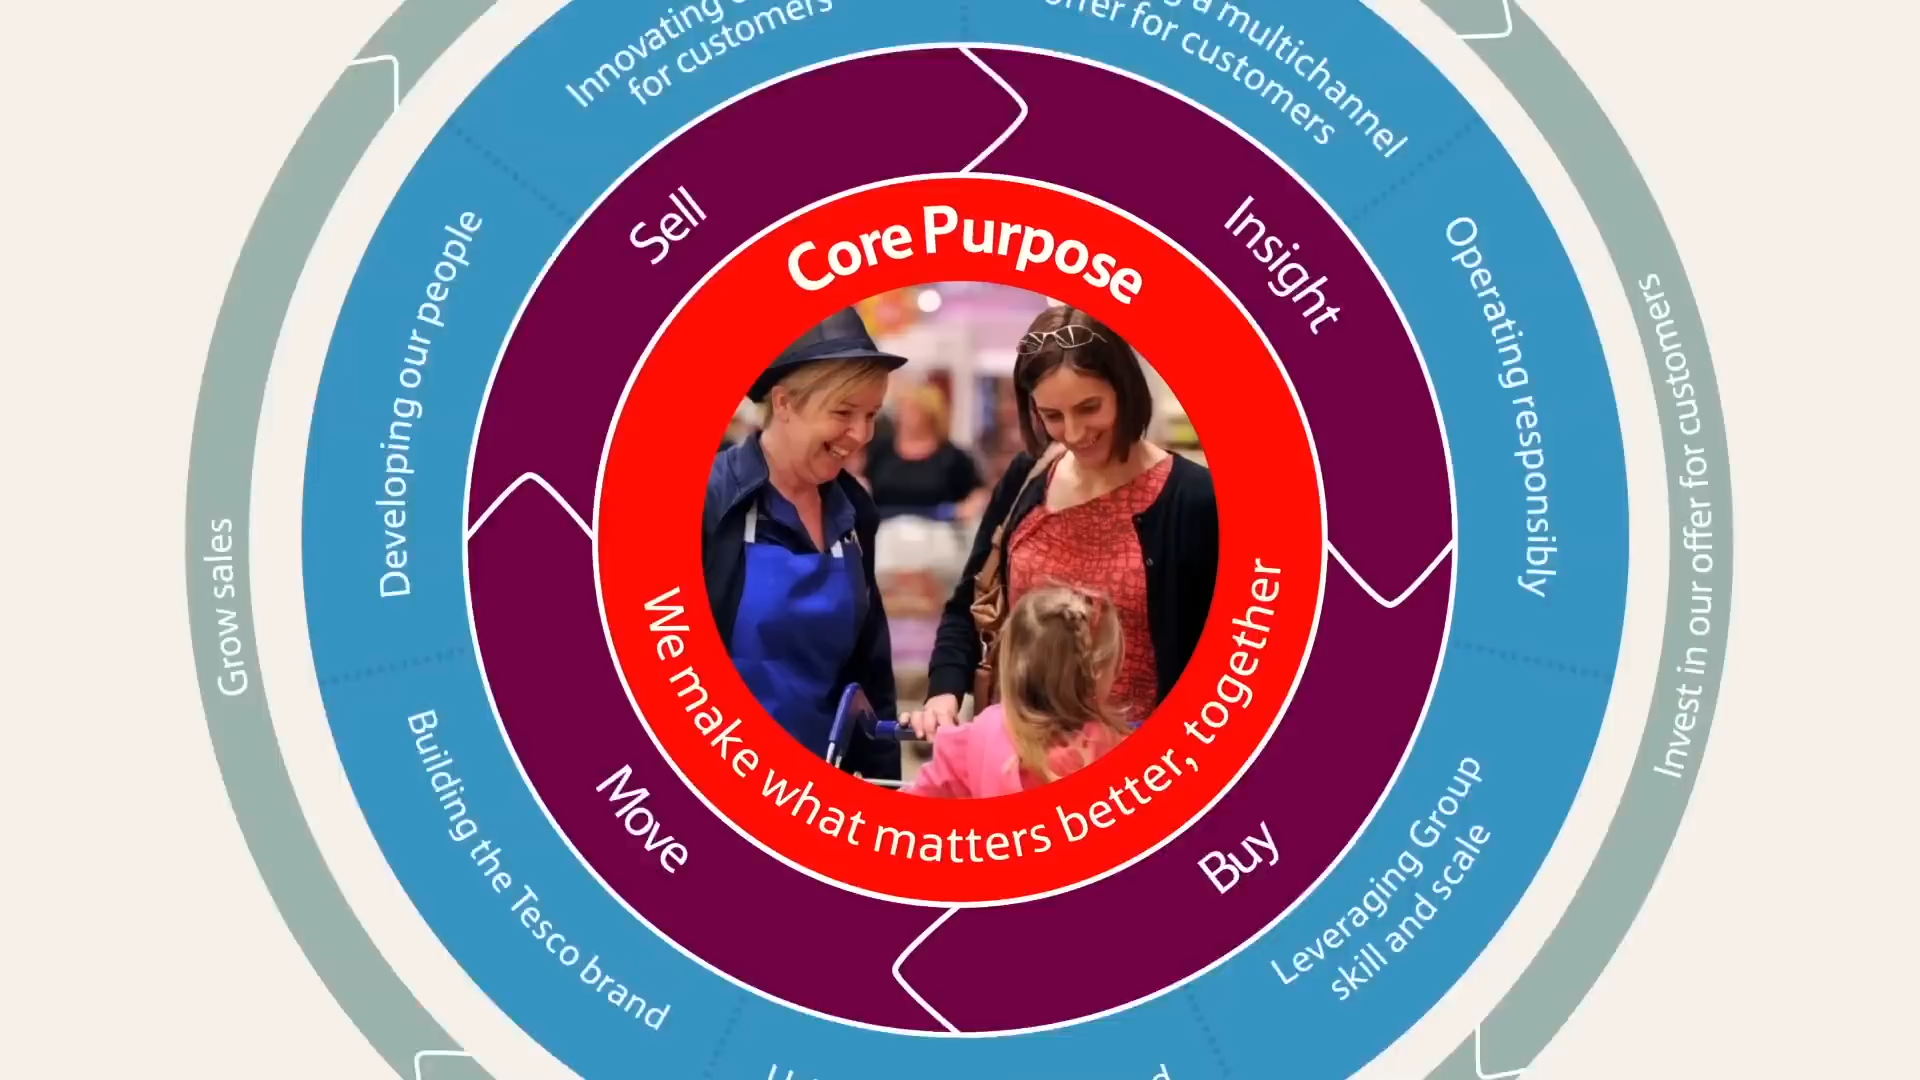 Core Purpose
We make what matters better, together
Insight
Buy
Move
Sell
Innovating
for customers
a multichannel
offer for customers
Operating responsibly
Leveraging Group
skill and scale
Building the Tesco brand
Developing our people
Invest in our offer for customers
Grow sales